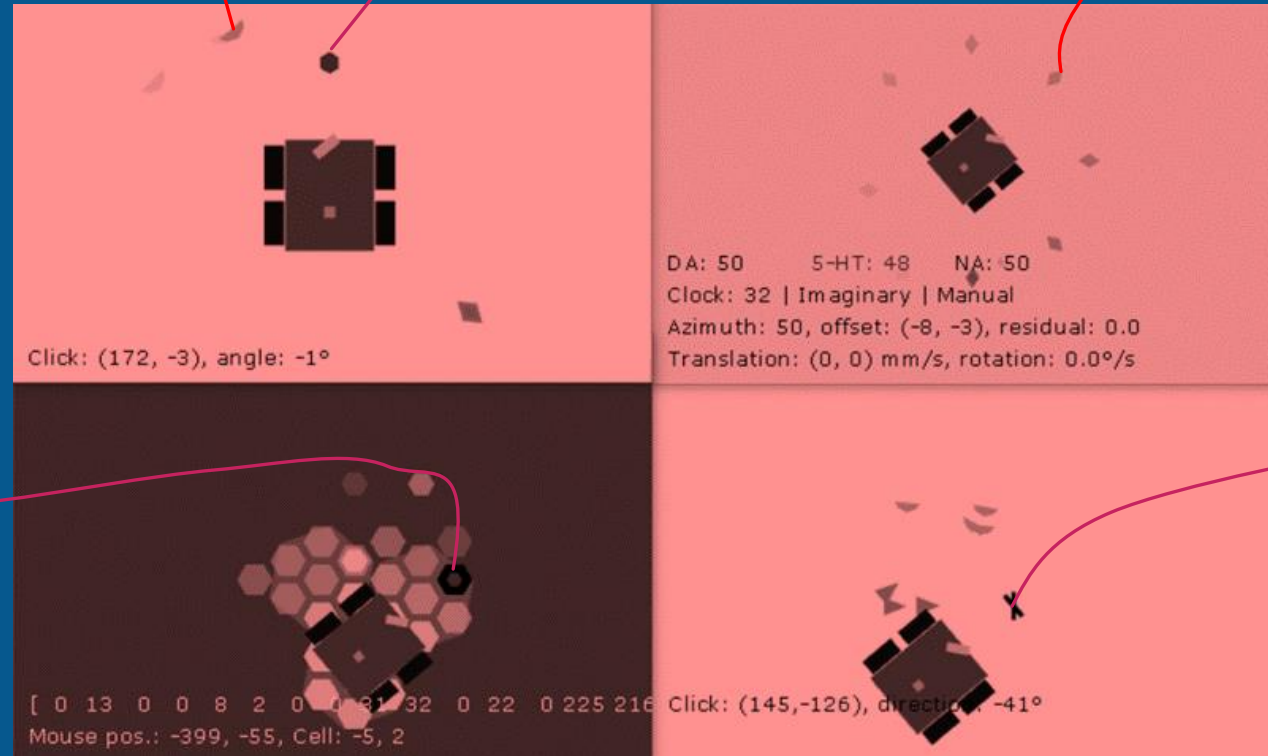 Click: (172, -3), angle: -1°
DA: 50 5-HT: 48 NA: 50
Clock: 32 | Imaginary | Manual
Azimuth: 50, offset: (-8, -3), residual: 0.0
Translation: (0, 0) mm/s, rotation: 0.0°/s
[ 0 13 0 0 8 2 0 32 0 22 0 225 216
Mouse pos.: -399, -55, Cell: -5, 2
Click: (145,-126), direction: -41°